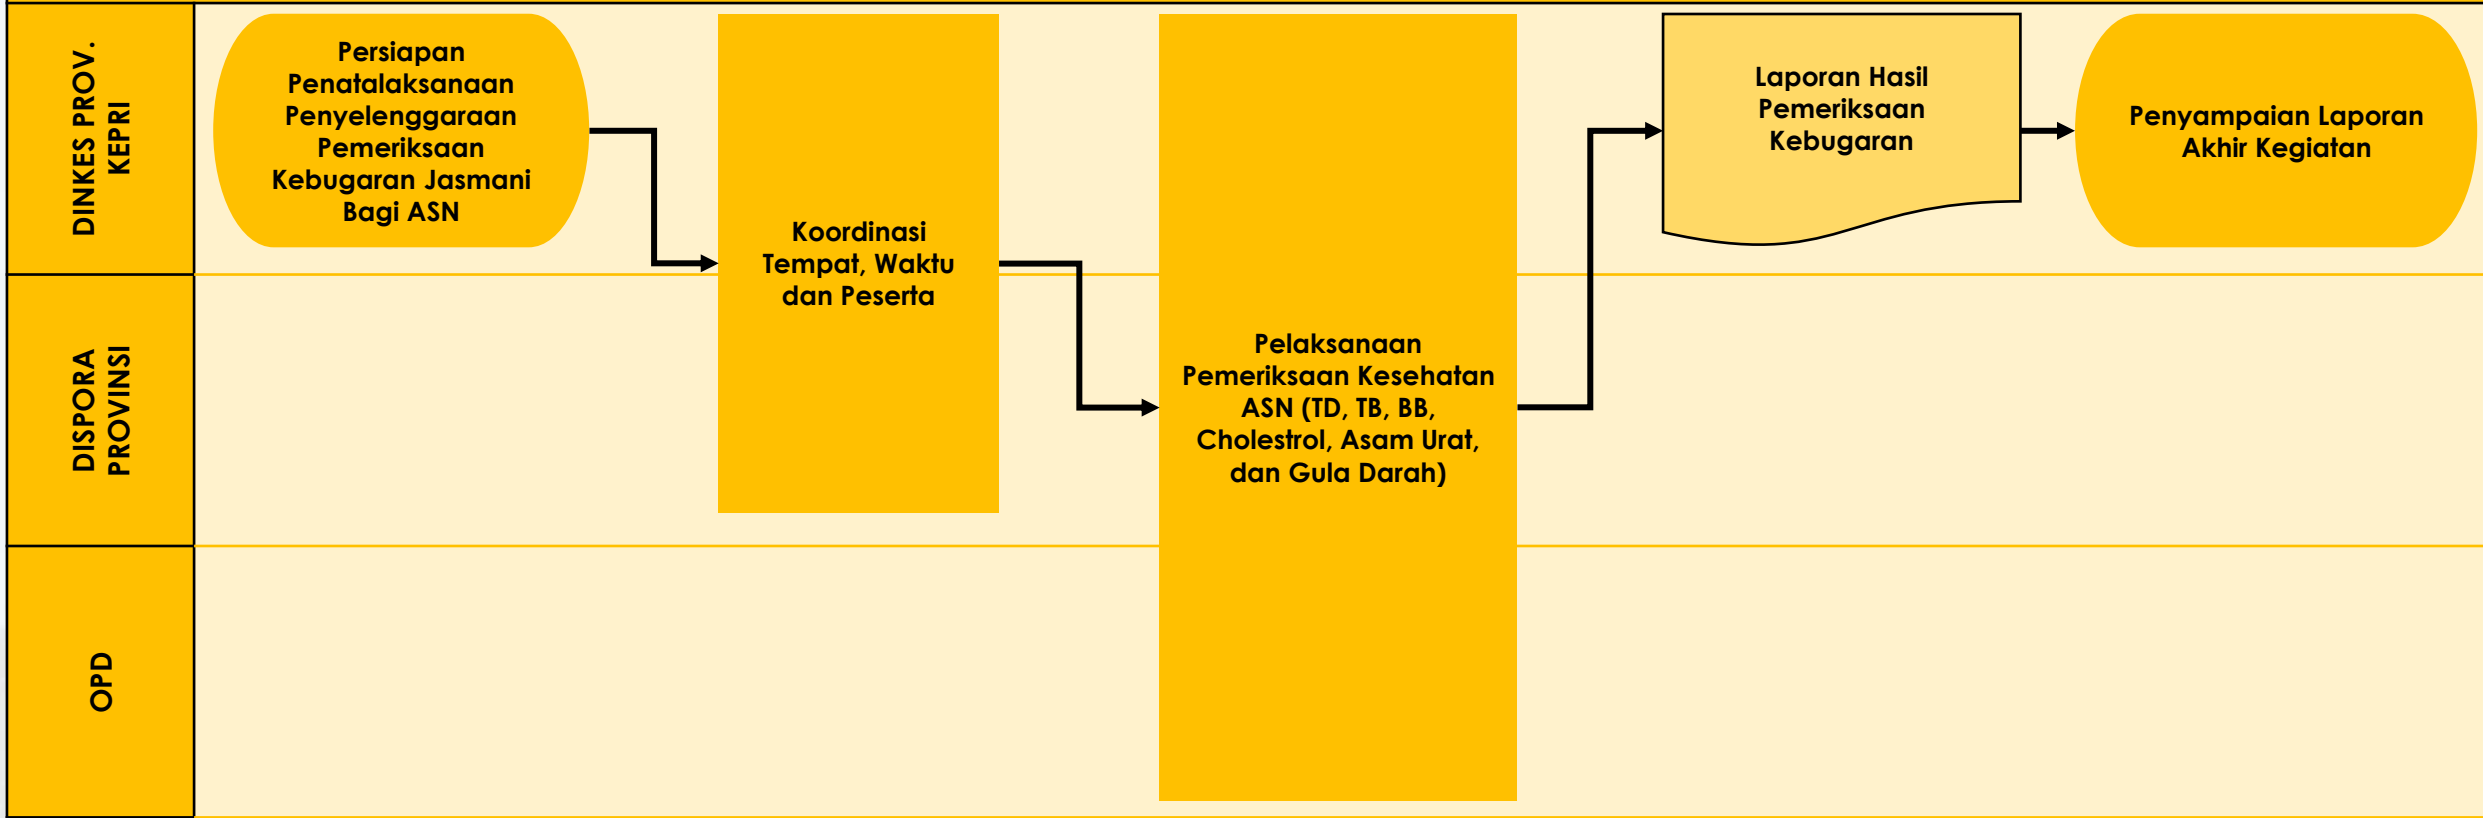 DINKES PROV.
KEPRI
Persiapan
Penatalaksanaan
Penyelenggaraan
Pemeriksaan
Kebugaran Jasmani
Bagi ASN
Koordinasi
Tempat, Waktu
dan Peserta
Pelaksanaan
Pemeriksaan Kesehatan
ASN (TD, TB, BB,
Cholestrol, Asam Urat,
dan Gula Darah)
Laporan Hasil
Pemeriksaan
Kebugaran
Penyampaian Laporan
Akhir Kegiatan
DISPORA
PROVINSI
OPD